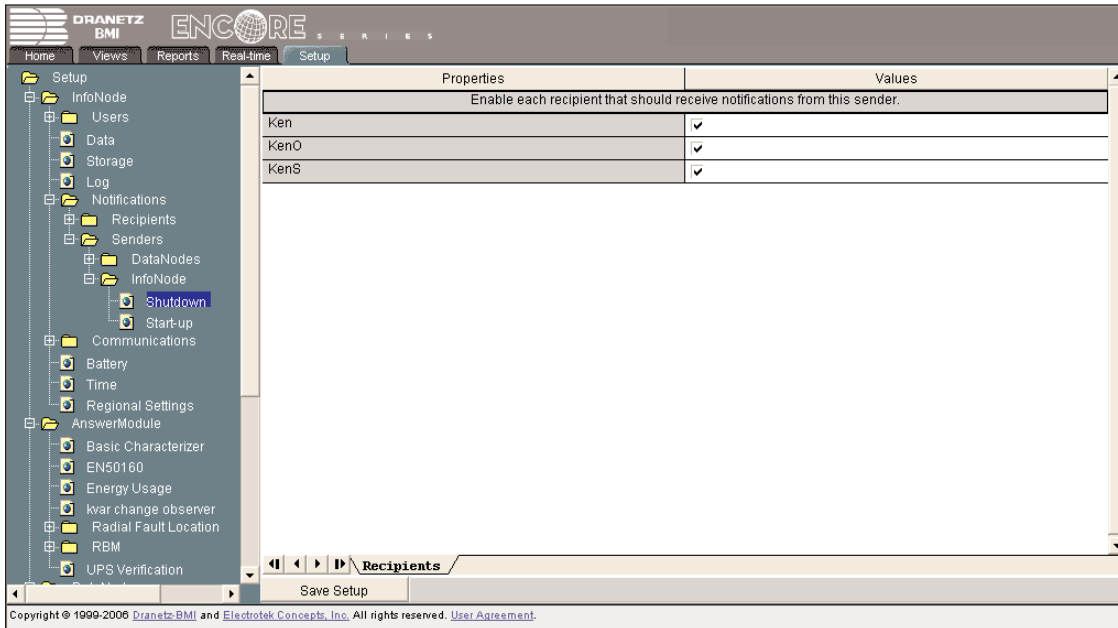 DRANETZ
BMI
ENCORE
SERIES
Home Views Reports Real-time Setup
Setup
InfoNode
Users
Data
Storage
Log
Notifications
Recipients
Senders
DataNodes
InfoNode
Shutdown
Start-up
Communications
Battery
Time
Regional Settings
AnswerModule
Basic Characterizer
EN50160
Energy Usage
kvar change observer
Radial Fault Location
RBM
UPS Verification
Properties Values
Enable each recipient that should receive notifications from this sender.
Ken
KenO
KenS
Recipients
Save Setup
Copyright © 1999-2006 Dranetz-BMI and Electrotek Concepts, Inc. All rights reserved. User Agreement.